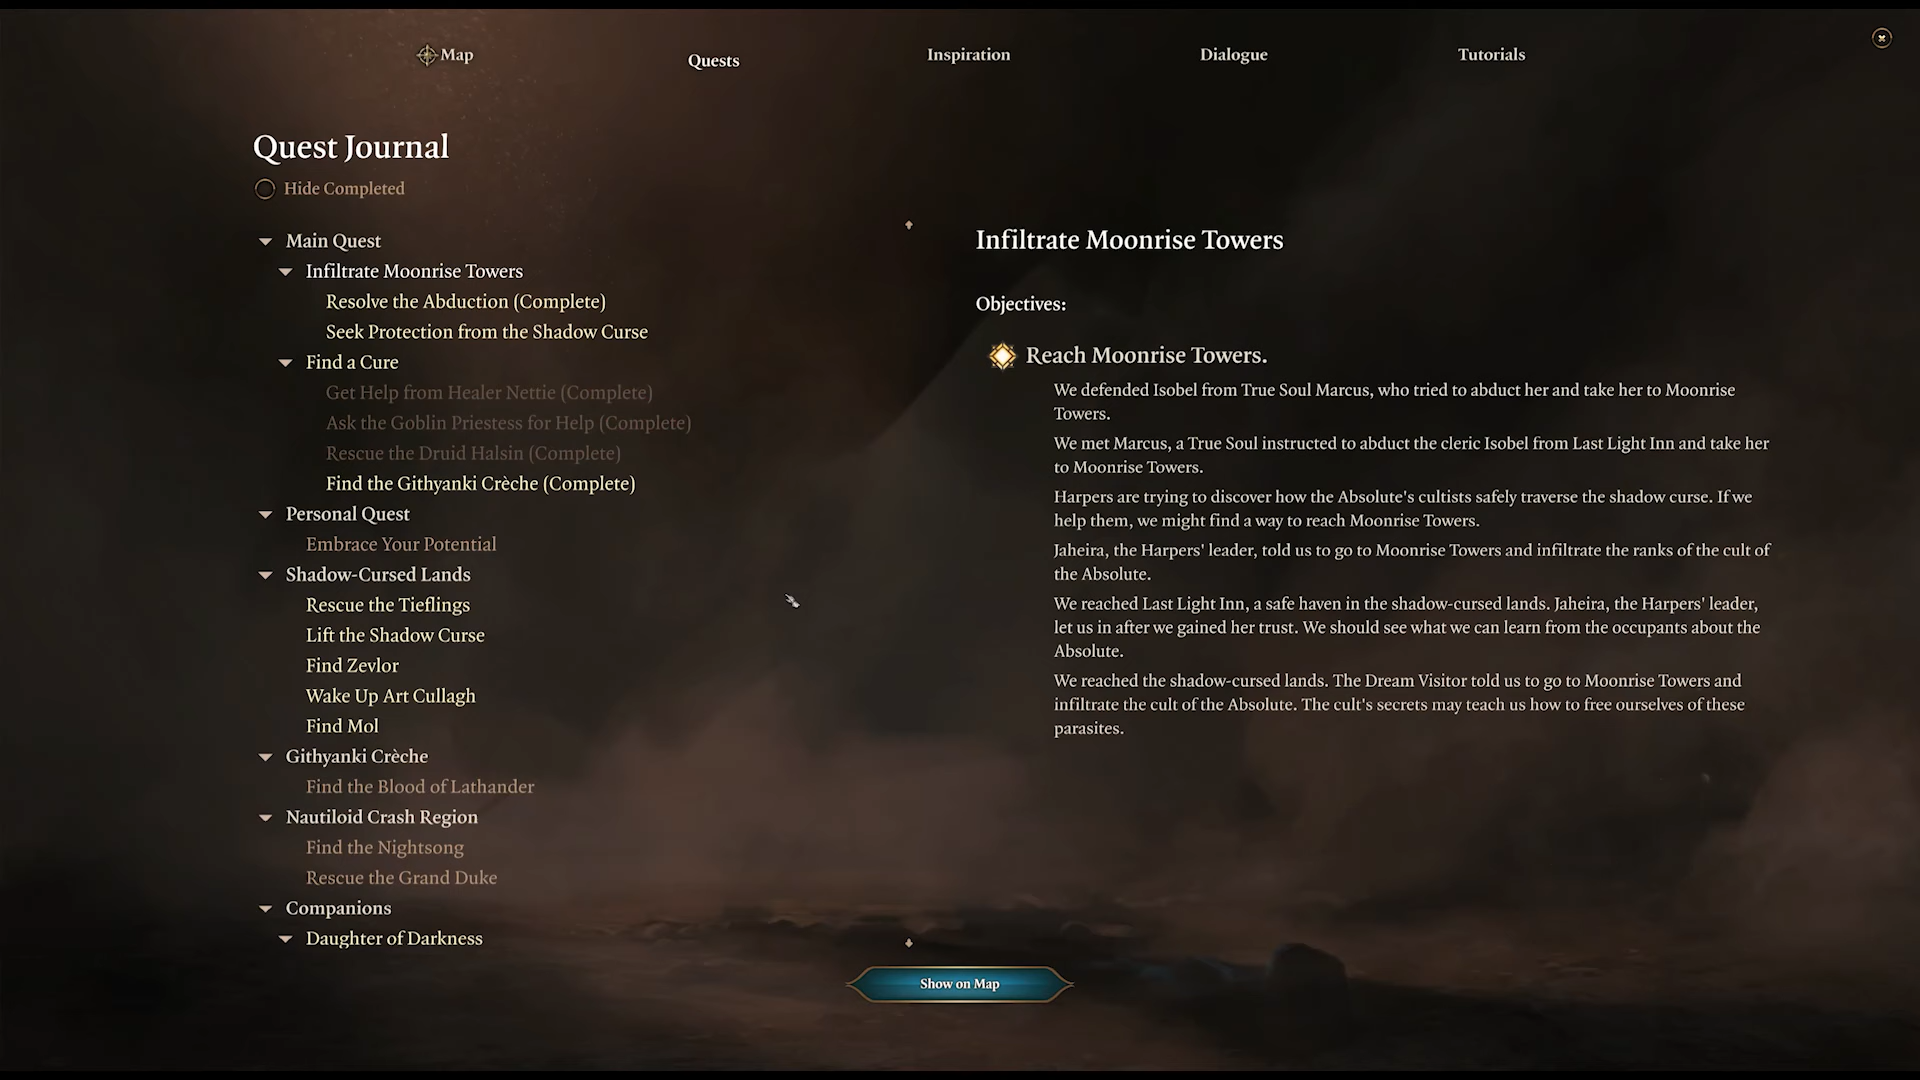 Map
Quests
Inspiration
Dialogue
Tutorials
Quest Journal
Hide Completed
Main Quest
Infiltrate Moonrise Towers
Resolve the Abduction (Complete)
Seek Protection from the Shadow Curse
Find a Cure
Get Help from Healer Nettie (Complete)
Ask the Goblin Priestess for Help (Complete)
Rescue the Druid Halsin (Complete)
Find the Githyanki Crèche (Complete)
Personal Quest
Embrace Your Potential
Shadow-Cursed Lands
Rescue the Tieflings
Lift the Shadow Curse
Find Zevlor
Wake Up Art Cullagh
Find Mol
Githyanki Crèche
Find the Blood of Lathander
Nautiloid Crash Region
Find the Nightsong
Rescue the Grand Duke
Companions
Daughter of Darkness
Infiltrate Moonrise Towers
Objectives:
Reach Moonrise Towers.
We defended Isobel from True Soul Marcus, who tried to abduct her and take her to Moonrise
Towers.
We met Marcus, a True Soul instructed to abduct the cleric Isobel from Last Light Inn and take her
to Moonrise Towers.
Harpers are trying to discover how the Absolute's cultists safely traverse the shadow curse. If we
help them, we might find a way to reach Moonrise Towers.
Jaheira, the Harpers' leader, told us to go to Moonrise Towers and infiltrate the ranks of the cult of
the Absolute.
We reached Last Light Inn, a safe haven in the shadow-cursed lands. Jaheira, the Harpers' leader,
let us in after we gained her trust. We should see what we can learn from the occupants about the
Absolute.
We reached the shadow-cursed lands. The Dream Visitor told us to go to Moonrise Towers and
infiltrate the cult of the Absolute. The cult's secrets may teach us how to free ourselves of these
parasites.
Show on Map